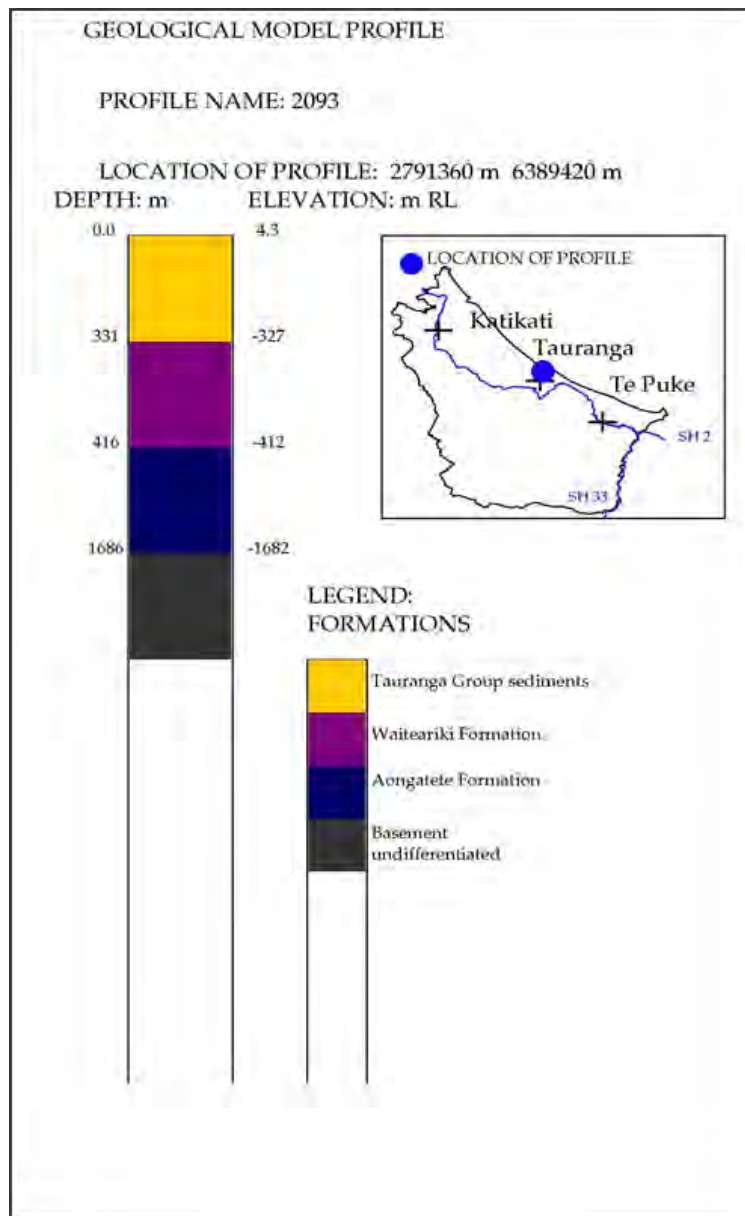 GEOLOGICAL MODEL PROFILE
PROFILE NAME: 2093
LOCATION OF PROFILE: 2791360 m 6389420 m
DEPTH: m ELEVATION: m RL
0.0 4.3
331 -327
416 -412
1686 -1682
LOCATION OF PROFILE
Katikati
Tauranga
Te Puke
SH 2
SH 33
LEGEND:
FORMATIONS
Tauranga Group sediments
Waiteariki Formation
Aongatete Formation
Basement
undifferentiated